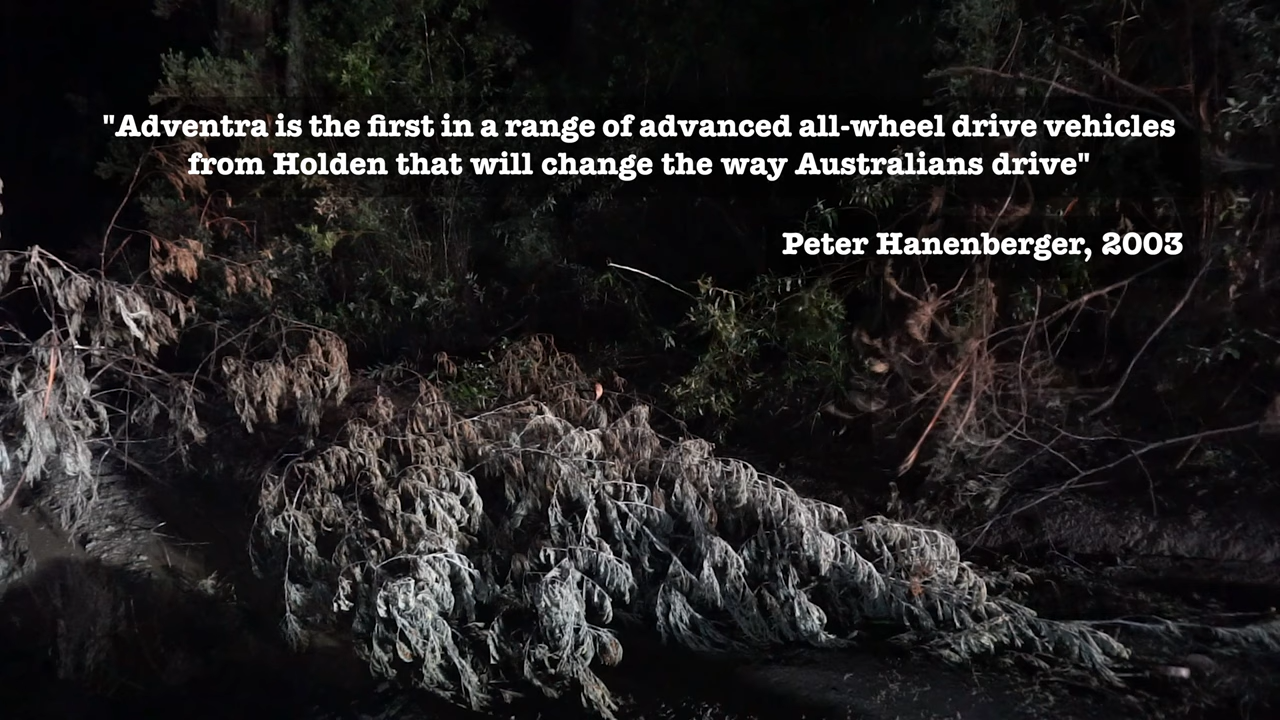 "Adventra is the first in a range of advanced all-wheel drive vehicles
from Holden that will change the way Australians drive"
Peter Hanenberger, 2003